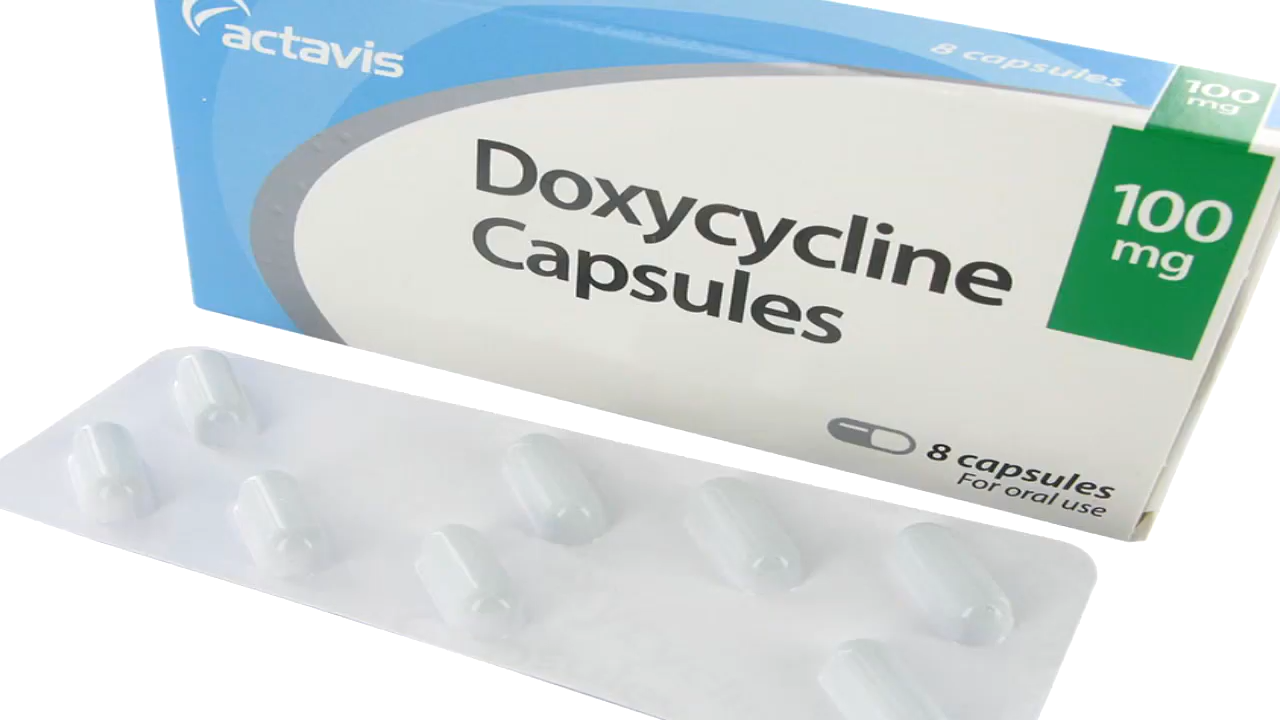 actavis
8 capsules
100
mg
Doxycycline
Capsules
100
mg
8 capsules
For oral use